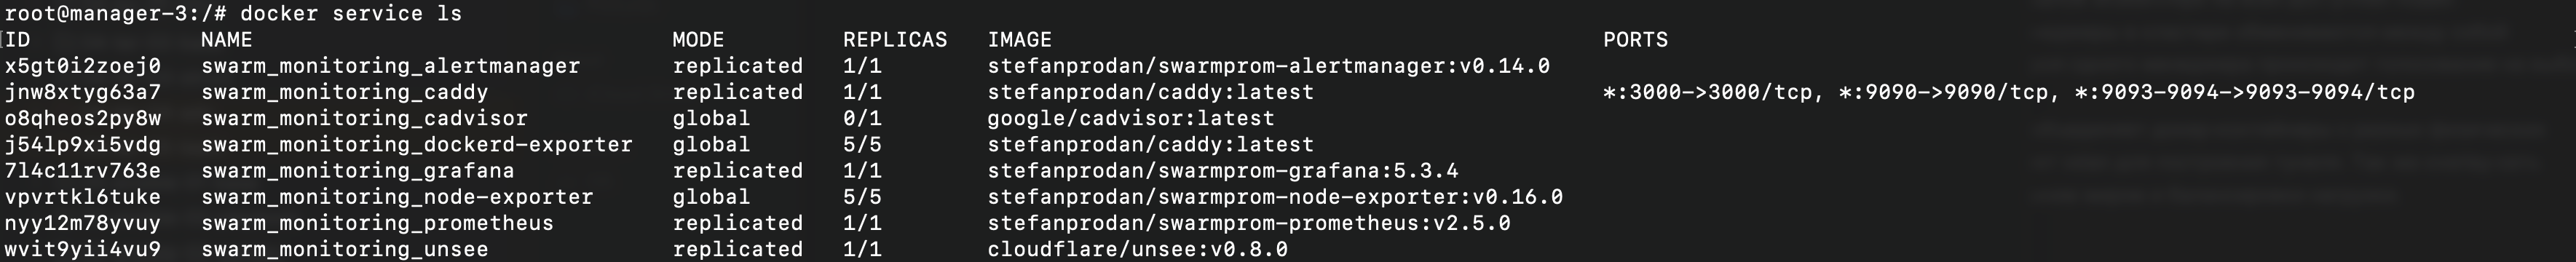 root@manager-3:/# docker service ls
ID NAME MODE REPLICAS IMAGE PORTS
x5gt0i2zoej0 swarm_monitoring_alertmanager replicated 1/1 stefanprodan/swarmprom-alertmanager:v0.14.0
jnw8xtyg63a7 swarm_monitoring_caddy replicated 1/1 stefanprodan/caddy:latest *:3000->3000/tcp, *:9090->9090/tcp, *:9093-9094->9093-9094/tcp
o8qheos2py8w swarm_monitoring_cadvisor global 0/1 google/cadvisor:latest
j54lp9xi5vdg swarm_monitoring_dockerd-exporter global 5/5 stefanprodan/caddy:latest
7l4c11rv763e swarm_monitoring_grafana replicated 1/1 stefanprodan/swarmprom-grafana:5.3.4
vpvrtkl6tuke swarm_monitoring_node-exporter global 5/5 stefanprodan/swarmprom-node-exporter:v0.16.0
nyy12m78yvuy swarm_monitoring_prometheus replicated 1/1 stefanprodan/swarmprom-prometheus:v2.5.0
wvit9yii4vu9 swarm_monitoring_unsee replicated 1/1 cloudflare/unsee:v0.8.0